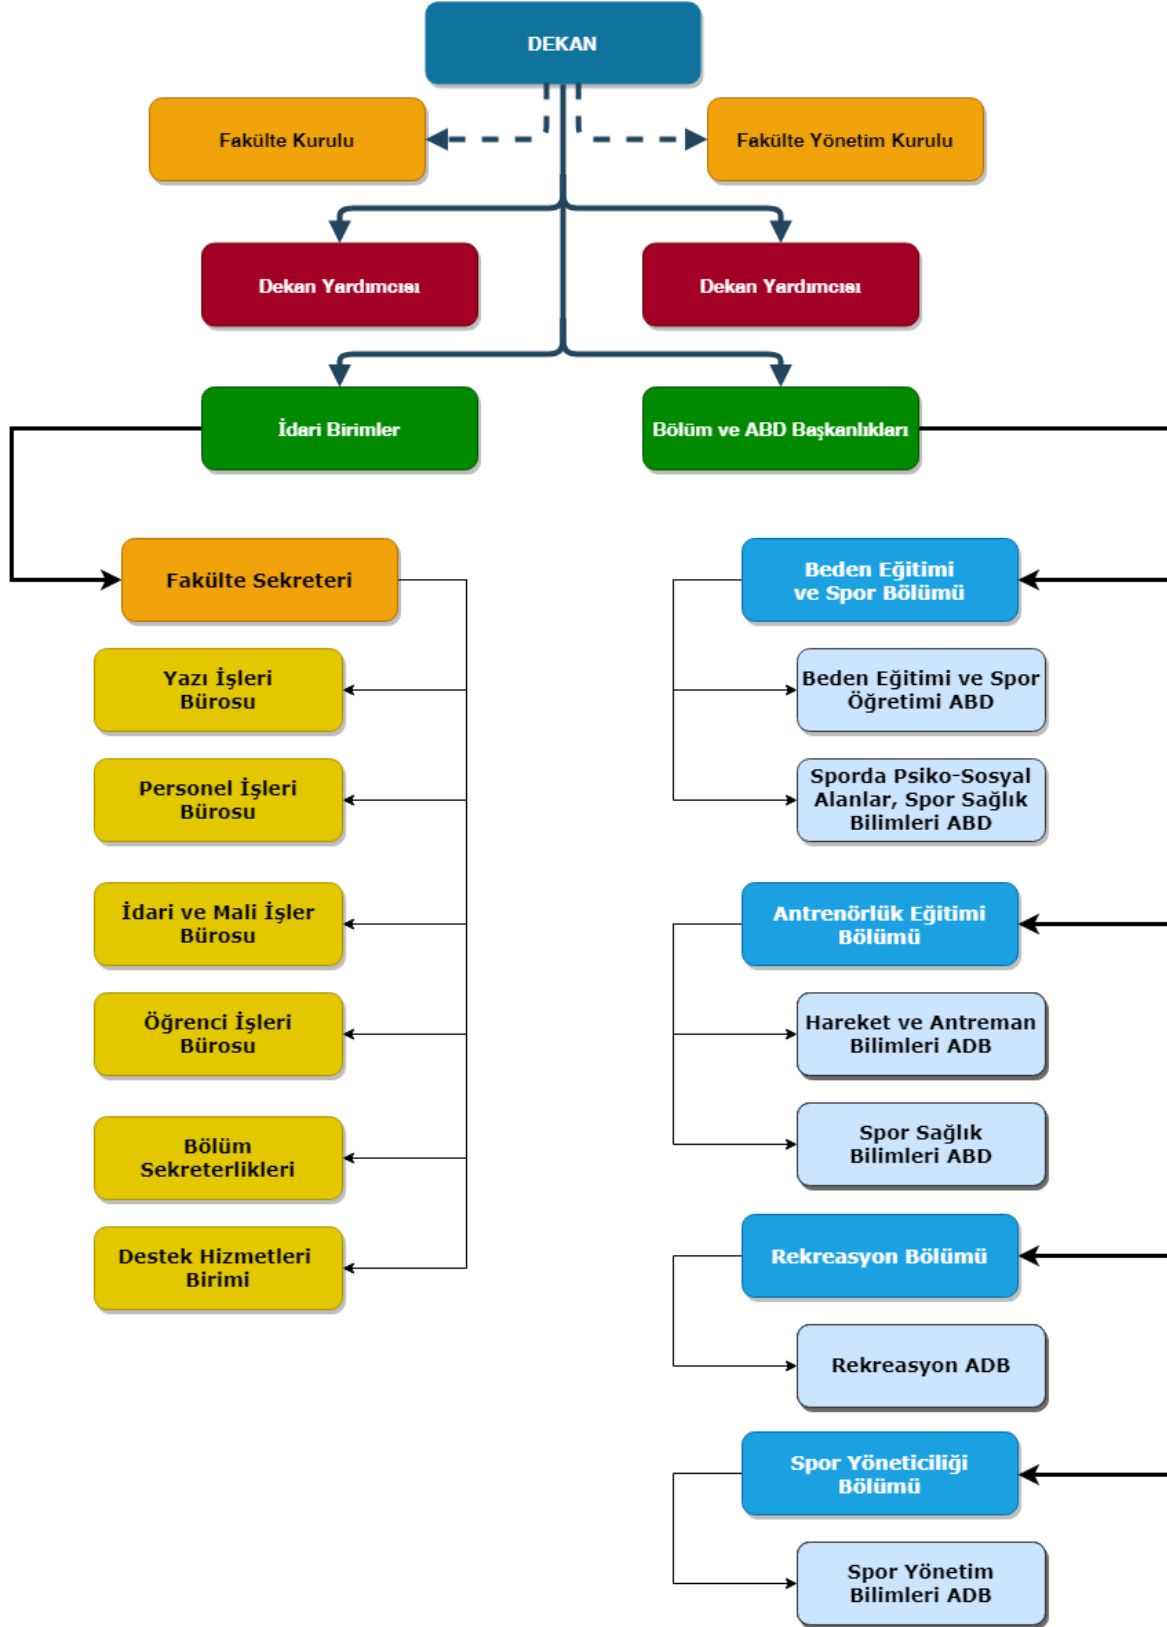 DEKAN
Fakülte Kurulu
Fakülte Yönetim Kurulu
Dekan Yardımcısı
Dekan Yardımcısı
İdari Birimler
Bölüm ve ABD Başkanlıkları
Fakülte Sekreteri
Yazı İşleri
Bürosu
Personel İşleri
Bürosu
İdari ve Mali İşler
Bürosu
Öğrenci İşleri
Bürosu
Bölüm
Sekreterlikleri
Destek Hizmetleri
Birimi
Beden Eğitimi
ve Spor Bölümü
Beden Eğitimi ve Spor
Öğretimi ABD
Sporda Psiko-Sosyal
Alanlar, Spor Sağlık
Bilimleri ABD
Antrenörlük Eğitimi
Bölümü
Hareket ve Antreman
Bilimleri ADB
Spor Sağlık
Bilimleri ABD
Rekreasyon Bölümü
Rekreasyon ADB
Spor Yöneticiliği
Bölümü
Spor Yönetim
Bilimleri ADB